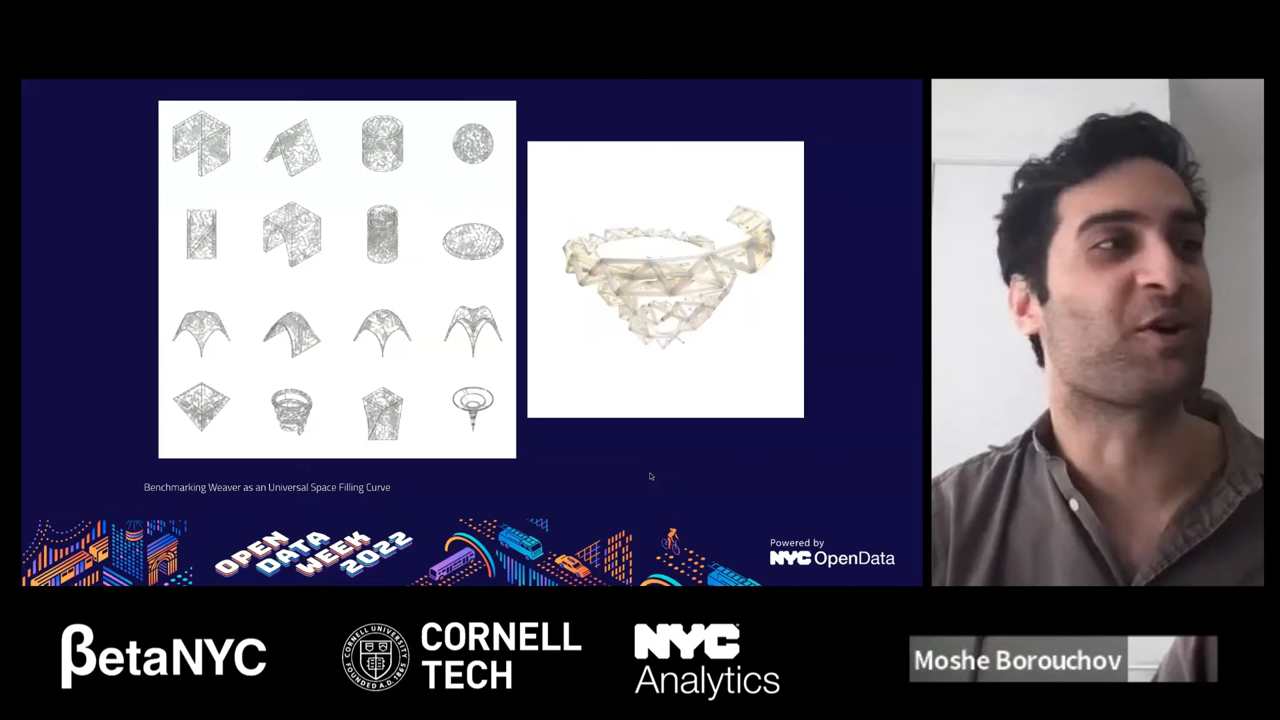 Benchmarking Weaver as an Universal Space Filling Curve
OPEN
DATA
WEEK
2022
Powered by
NYC OpenData
βetaNYC
CORNELL
TECH
NYC
Analytics
Moshe Borouchov